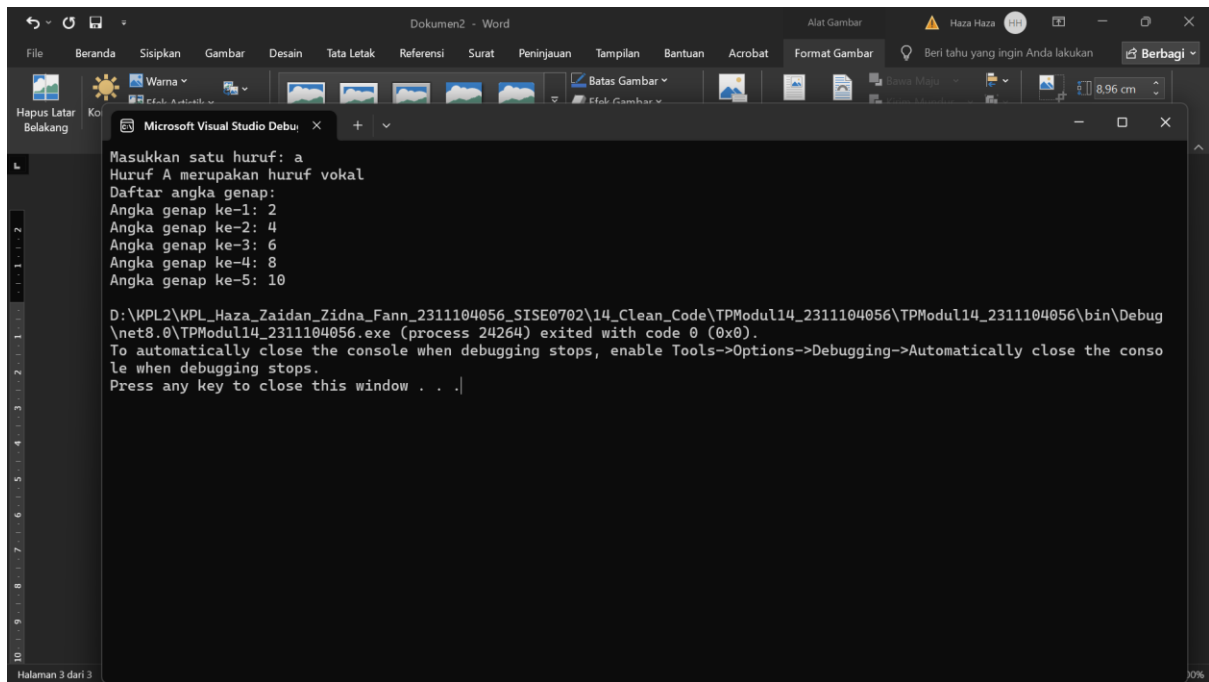 Dokumen2 - Word
Alat Gambar
Haza Haza
HH
File Beranda Sisipkan Gambar Desain Tata Letak Referensi Surat Peninjauan Tampilan Bantuan Acrobat Format Gambar Beri tahu yang ingin Anda lakukan Berbagi
Hapus Latar
Belakang
Warna
Batas Gambar
Efek Gambar
Bawa Maju
8,96 cm
Microsoft Visual Studio Debu
Masukkan satu huruf: a
Huruf A merupakan huruf vokal
Daftar angka genap:
Angka genap ke-1: 2
Angka genap ke-2: 4
Angka genap ke-3: 6
Angka genap ke-4: 8
Angka genap ke-5: 10
D:\KPL2\KPL_Haza_Zaidan_Zidna_Fann_2311104056_SISE0702\14_Clean_Code\TPModul14_2311104056\TPModul14_2311104056\bin\Debug
\net8.0\TPModul14_2311104056.exe (process 24264) exited with code 0 (0x0).
To automatically close the console when debugging stops, enable Tools->Options->Debugging->Automatically close the conso
le when debugging stops.
Press any key to close this window . . .
Halaman 3 dari 3